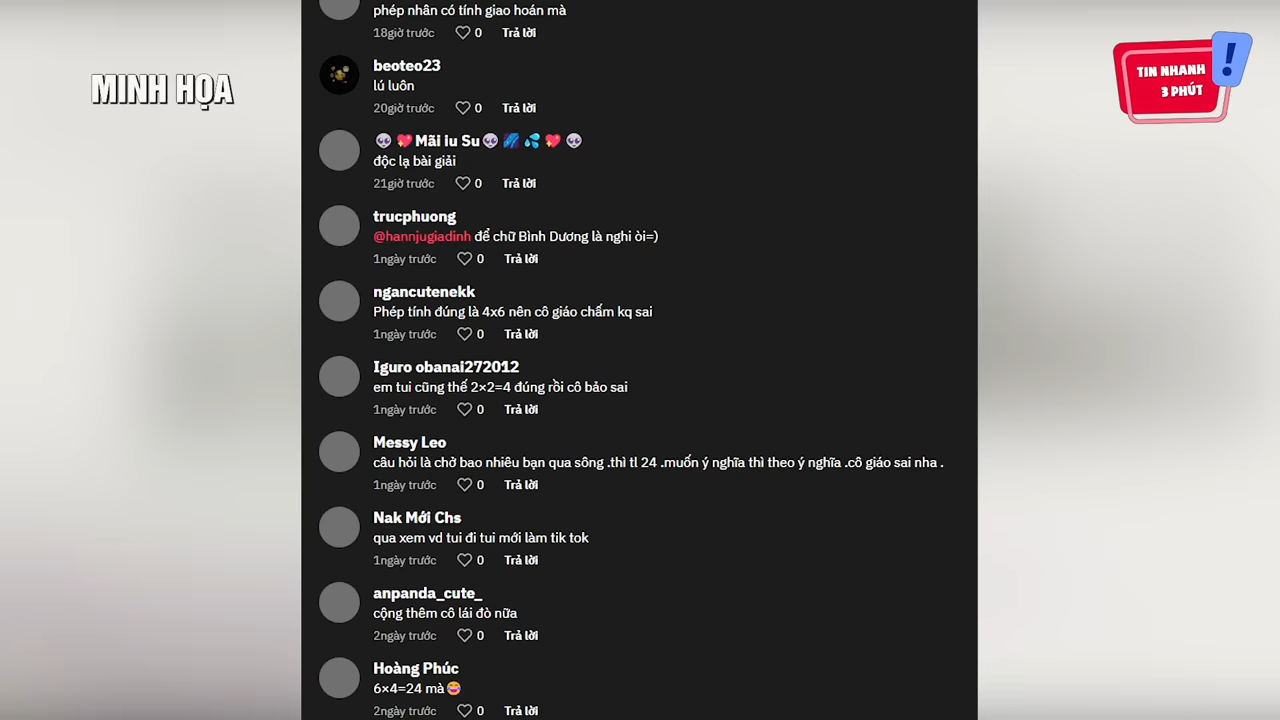 MINH HỌA
TIN NHANH
3 PHÚT
phép nhân có tính giao hoán mà
18giờ trước 0 Trả lời
beoteo23
lú luôn
20giờ trước 0 Trả lời
👽💖Mãi iu Su👽🌌💦💖👽
độc lạ bài giải
21giờ trước 0 Trả lời
trucphuong
@hannjugiadinh để chữ Bình Dương là nghi òi=)
1ngày trước 0 Trả lời
ngancutenekk
Phép tính đúng là 4x6 nên cô giáo chấm kq sai
1ngày trước 0 Trả lời
Iguro obanai272012
em tui cũng thế 2×2=4 đúng rồi cô bảo sai
1ngày trước 0 Trả lời
Messy Leo
câu hỏi là chở bao nhiêu bạn qua sông .thì tl 24 .muốn ý nghĩa thì theo ý nghĩa .cô giáo sai nha .
1ngày trước 0 Trả lời
Nak Mới Chs
qua xem vd tui đi tui mới làm tik tok
1ngày trước 0 Trả lời
anpanda_cute_
cộng thêm cô lái đò nữa
2ngày trước 0 Trả lời
Hoàng Phúc
6×4=24 mà😂
2ngày trước 0 Trả lời